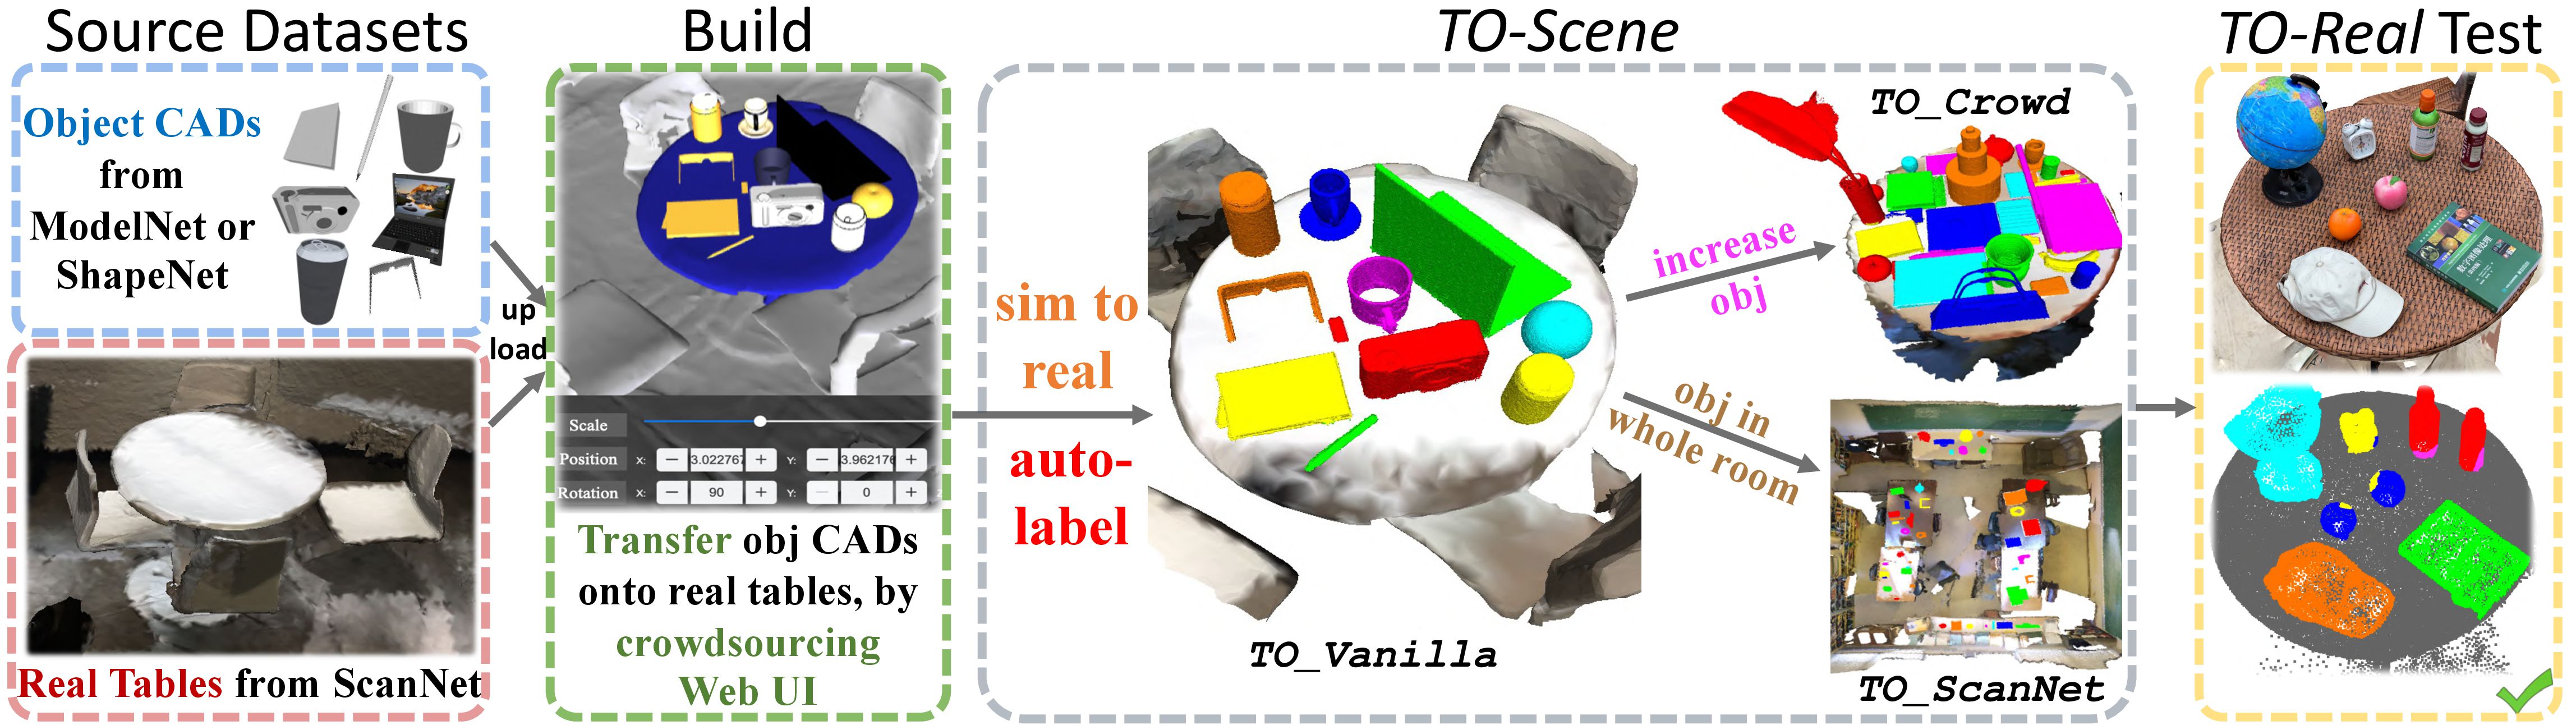 Source Datasets
Object CADs
from
ModelNet or
ShapeNet
Real Tables from ScanNet
up
load
Build
Scale
Position X: − 3.022767 + Y: − 3.962176 +
Rotation X: − 90 + Y: − 0 +
Transfer obj CADs
onto real tables, by
crowdsourcing
Web UI
TO-Scene
sim to
real
auto-
label
TO_Vanilla
increase
obj
TO_Crowd
obj in
whole room
TO_ScanNet
TO-Real Test